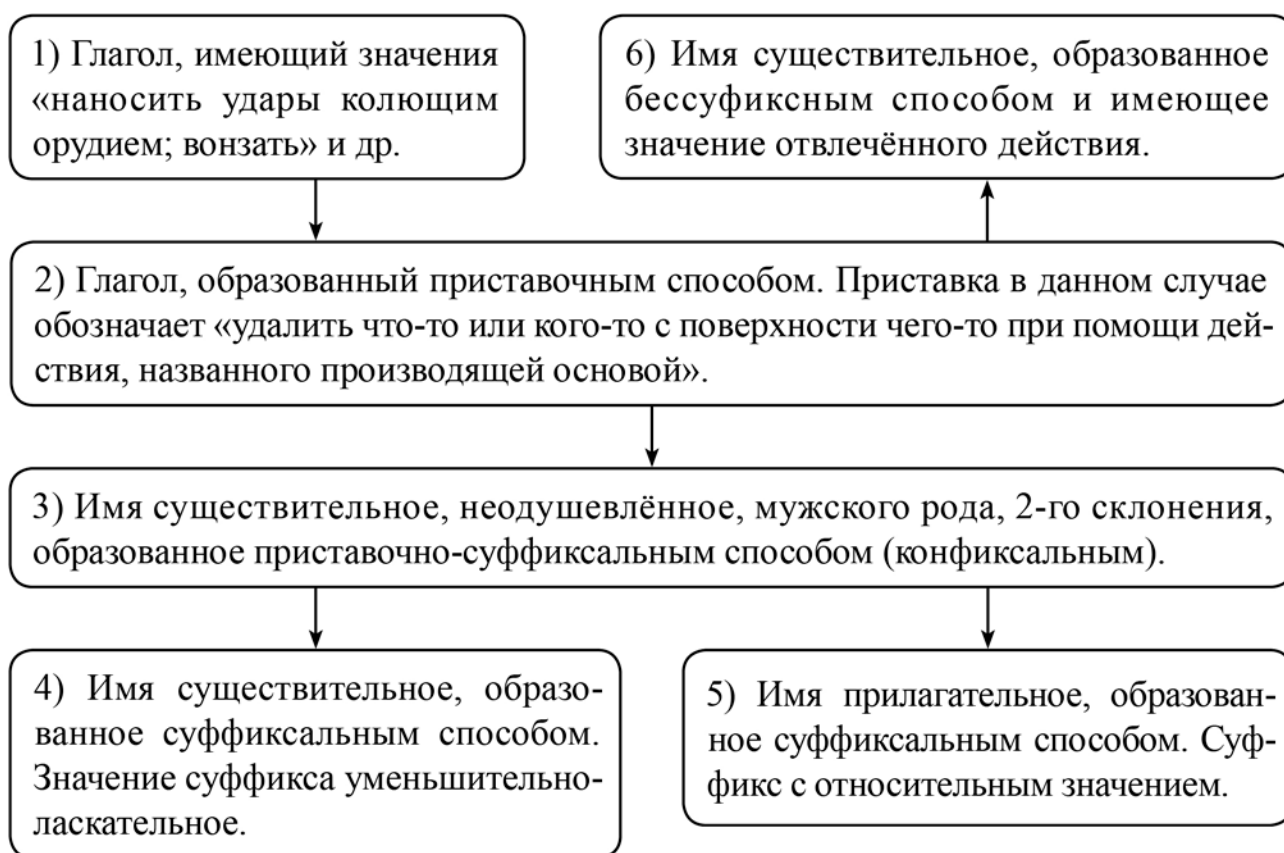 1) Глагол, имеющий значения
«наносить удары колющим
орудием; вонзать» и др.
6) Имя существительное, образованное
бессуфиксным способом и имеющее
значение отвлечённого действия.
2) Глагол, образованный приставочным способом. Приставка в данном случае
обозначает «удалить что-то или кого-то с поверхности чего-то при помощи дей-
ствия, названного производящей основой».
3) Имя существительное, неодушевлённое, мужского рода, 2-го склонения,
образованное приставочно-суффиксальным способом (конфиксальным).
4) Имя существительное, образо-
ванное суффиксальным способом.
Значение суффикса уменьшительно-
ласкательное.
5) Имя прилагательное, образован-
ное суффиксальным способом. Суф-
фикс с относительным значением.